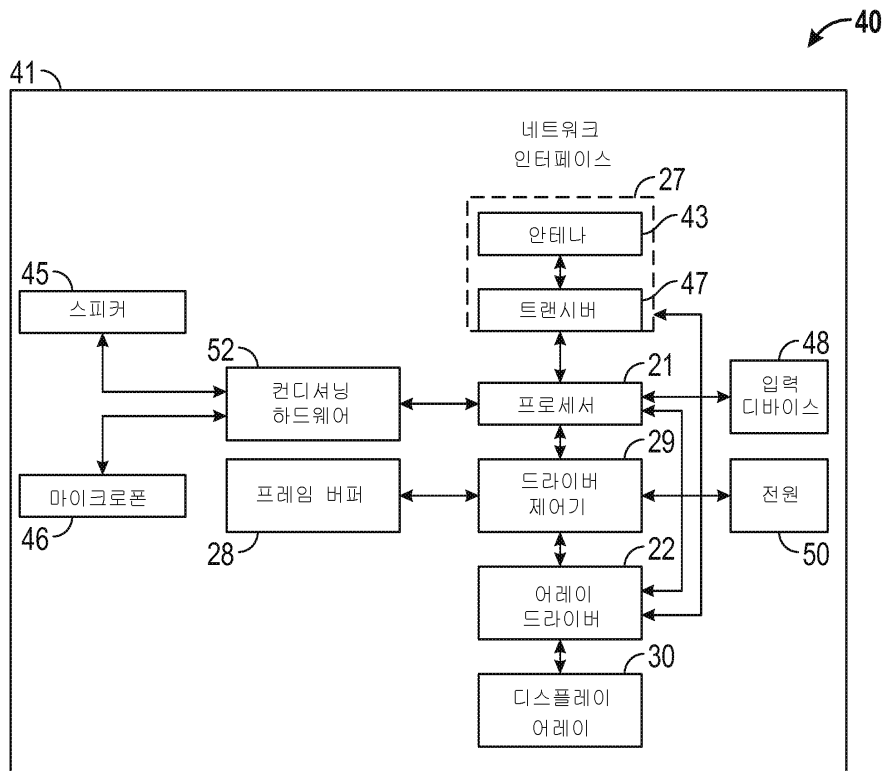 40
41
네트워크
인터페이스
27
안테나
43
45
스피커
트랜시버
47
52
컨디셔닝
하드웨어
21
프로세서
48
입력
디바이스
마이크로폰
46
프레임 버퍼
28
29
드라이버
제어기
전원
50
22
어레이
드라이버
30
디스플레이
어레이